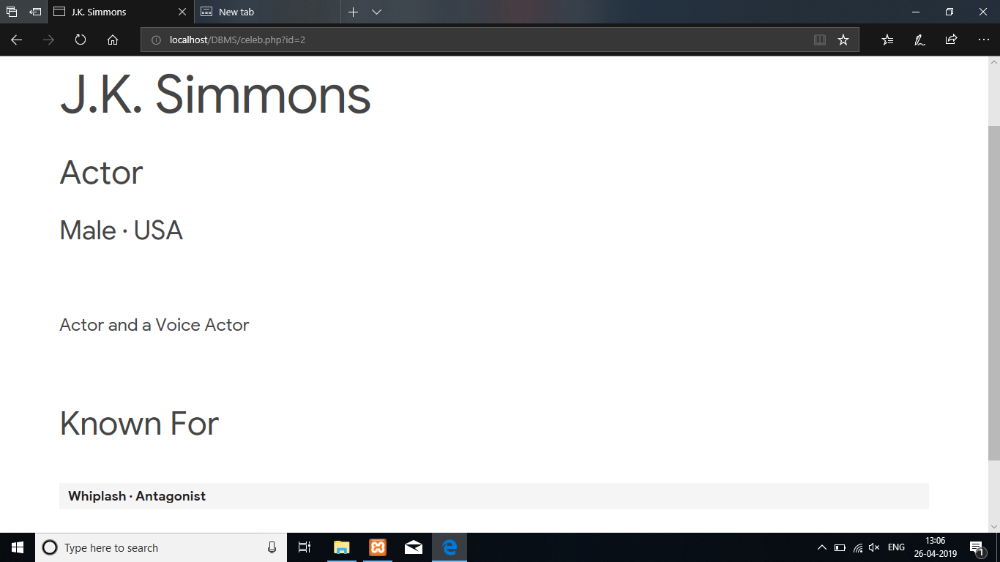 J.K. Simmons
New tab
localhost/DBMS/celeb.php?id=2
J.K. Simmons
Actor
Male · USA
Actor and a Voice Actor
Known For
Whiplash · Antagonist
Type here to search
ENG
13:06
26-04-2019
1